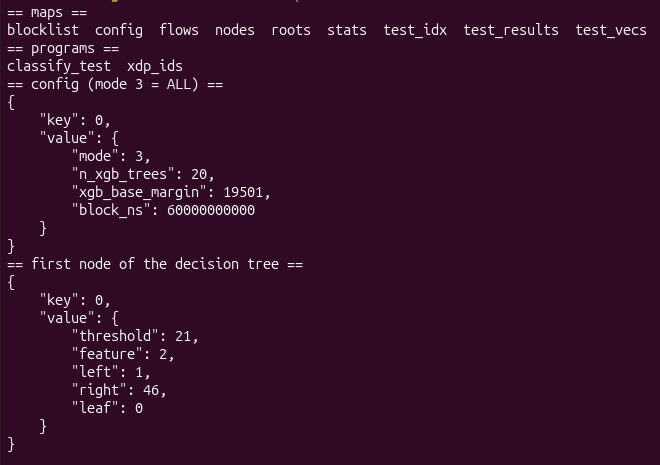 == maps ==
blocklist  config  flows  nodes  roots  stats  test_idx  test_results  test_vecs
== programs ==
classify_test  xdp_ids
== config (mode 3 = ALL) ==
{
    "key": 0,
    "value": {
        "mode": 3,
        "n_xgb_trees": 20,
        "xgb_base_margin": 19501,
        "block_ns": 60000000000
    }
}
== first node of the decision tree ==
{
    "key": 0,
    "value": {
        "threshold": 21,
        "feature": 2,
        "left": 1,
        "right": 46,
        "leaf": 0
    }
}